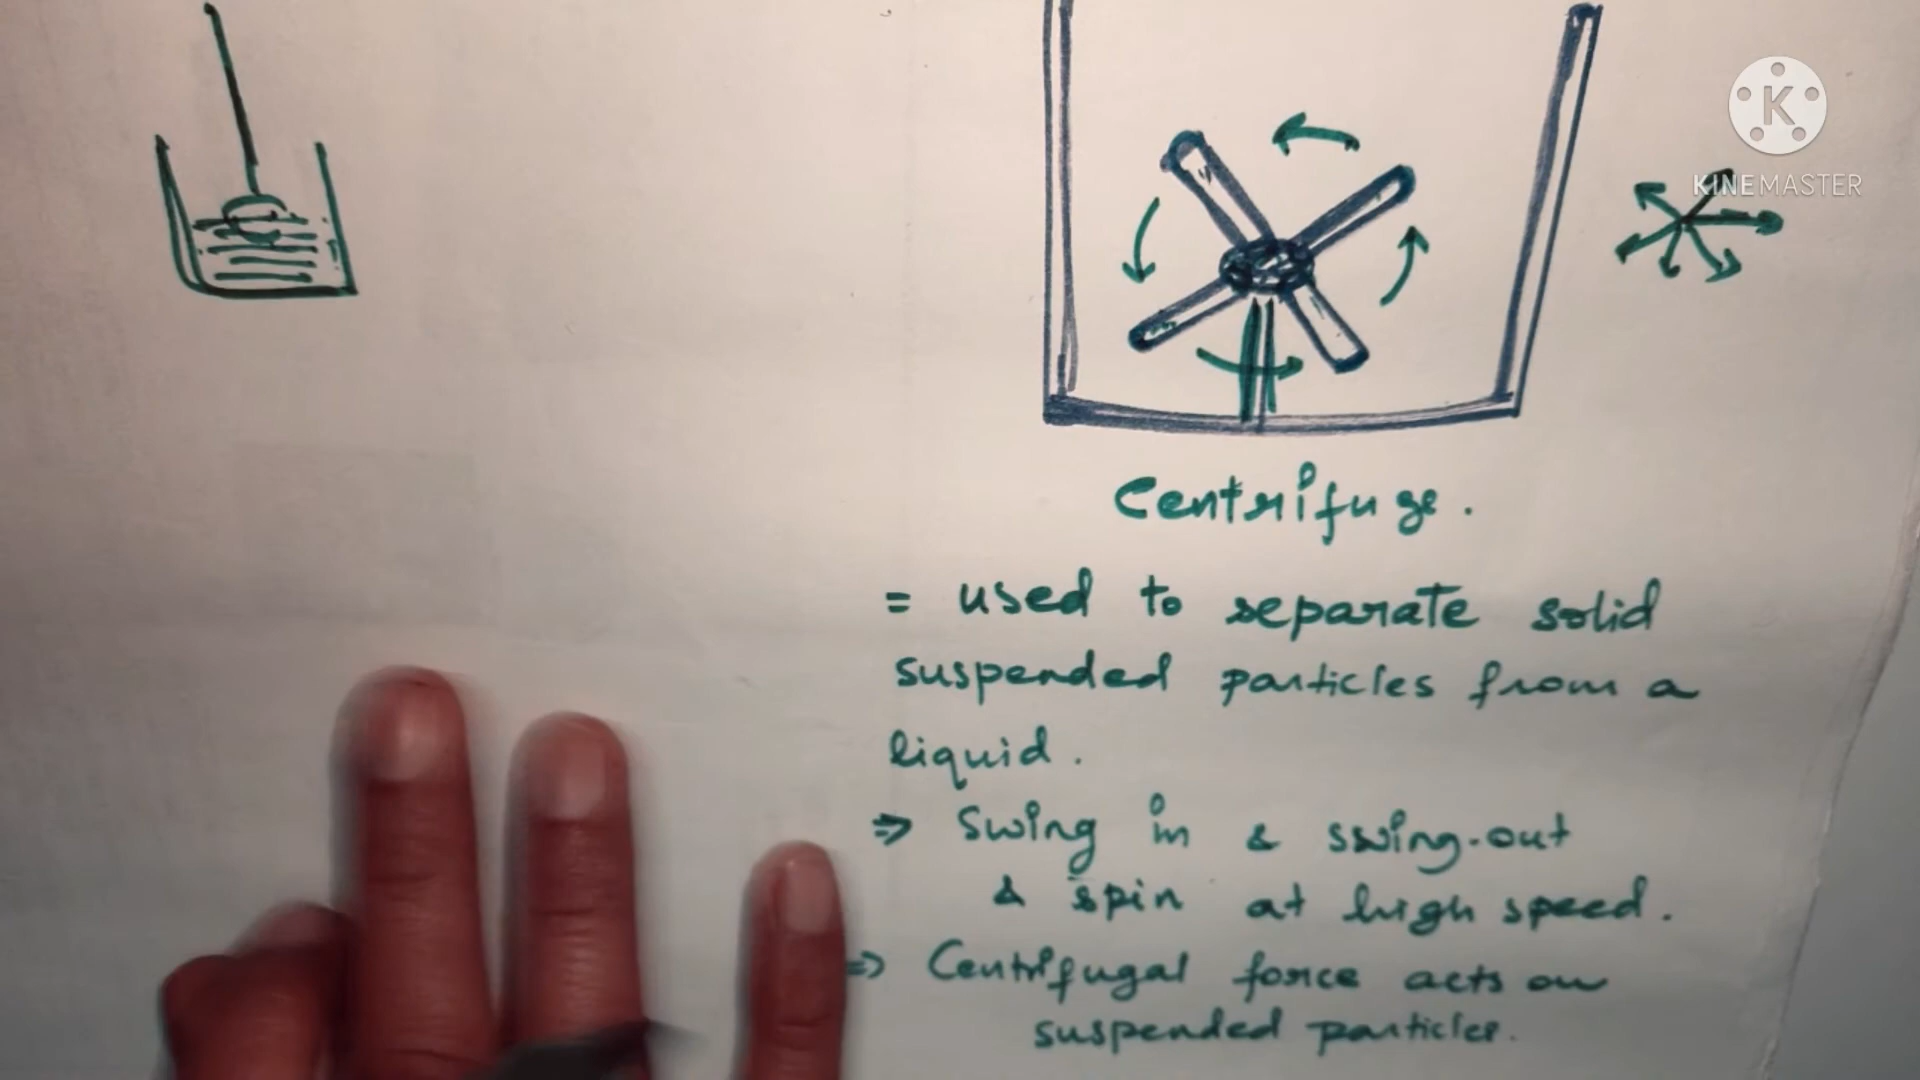 K
KINEMASTER
Centrifuge.
= used to separate solid
suspended particles from a
liquid.
⇒ Swing in & swing-out
& spin at high speed.
⇒ Centrifugal force acts on
suspended particles.